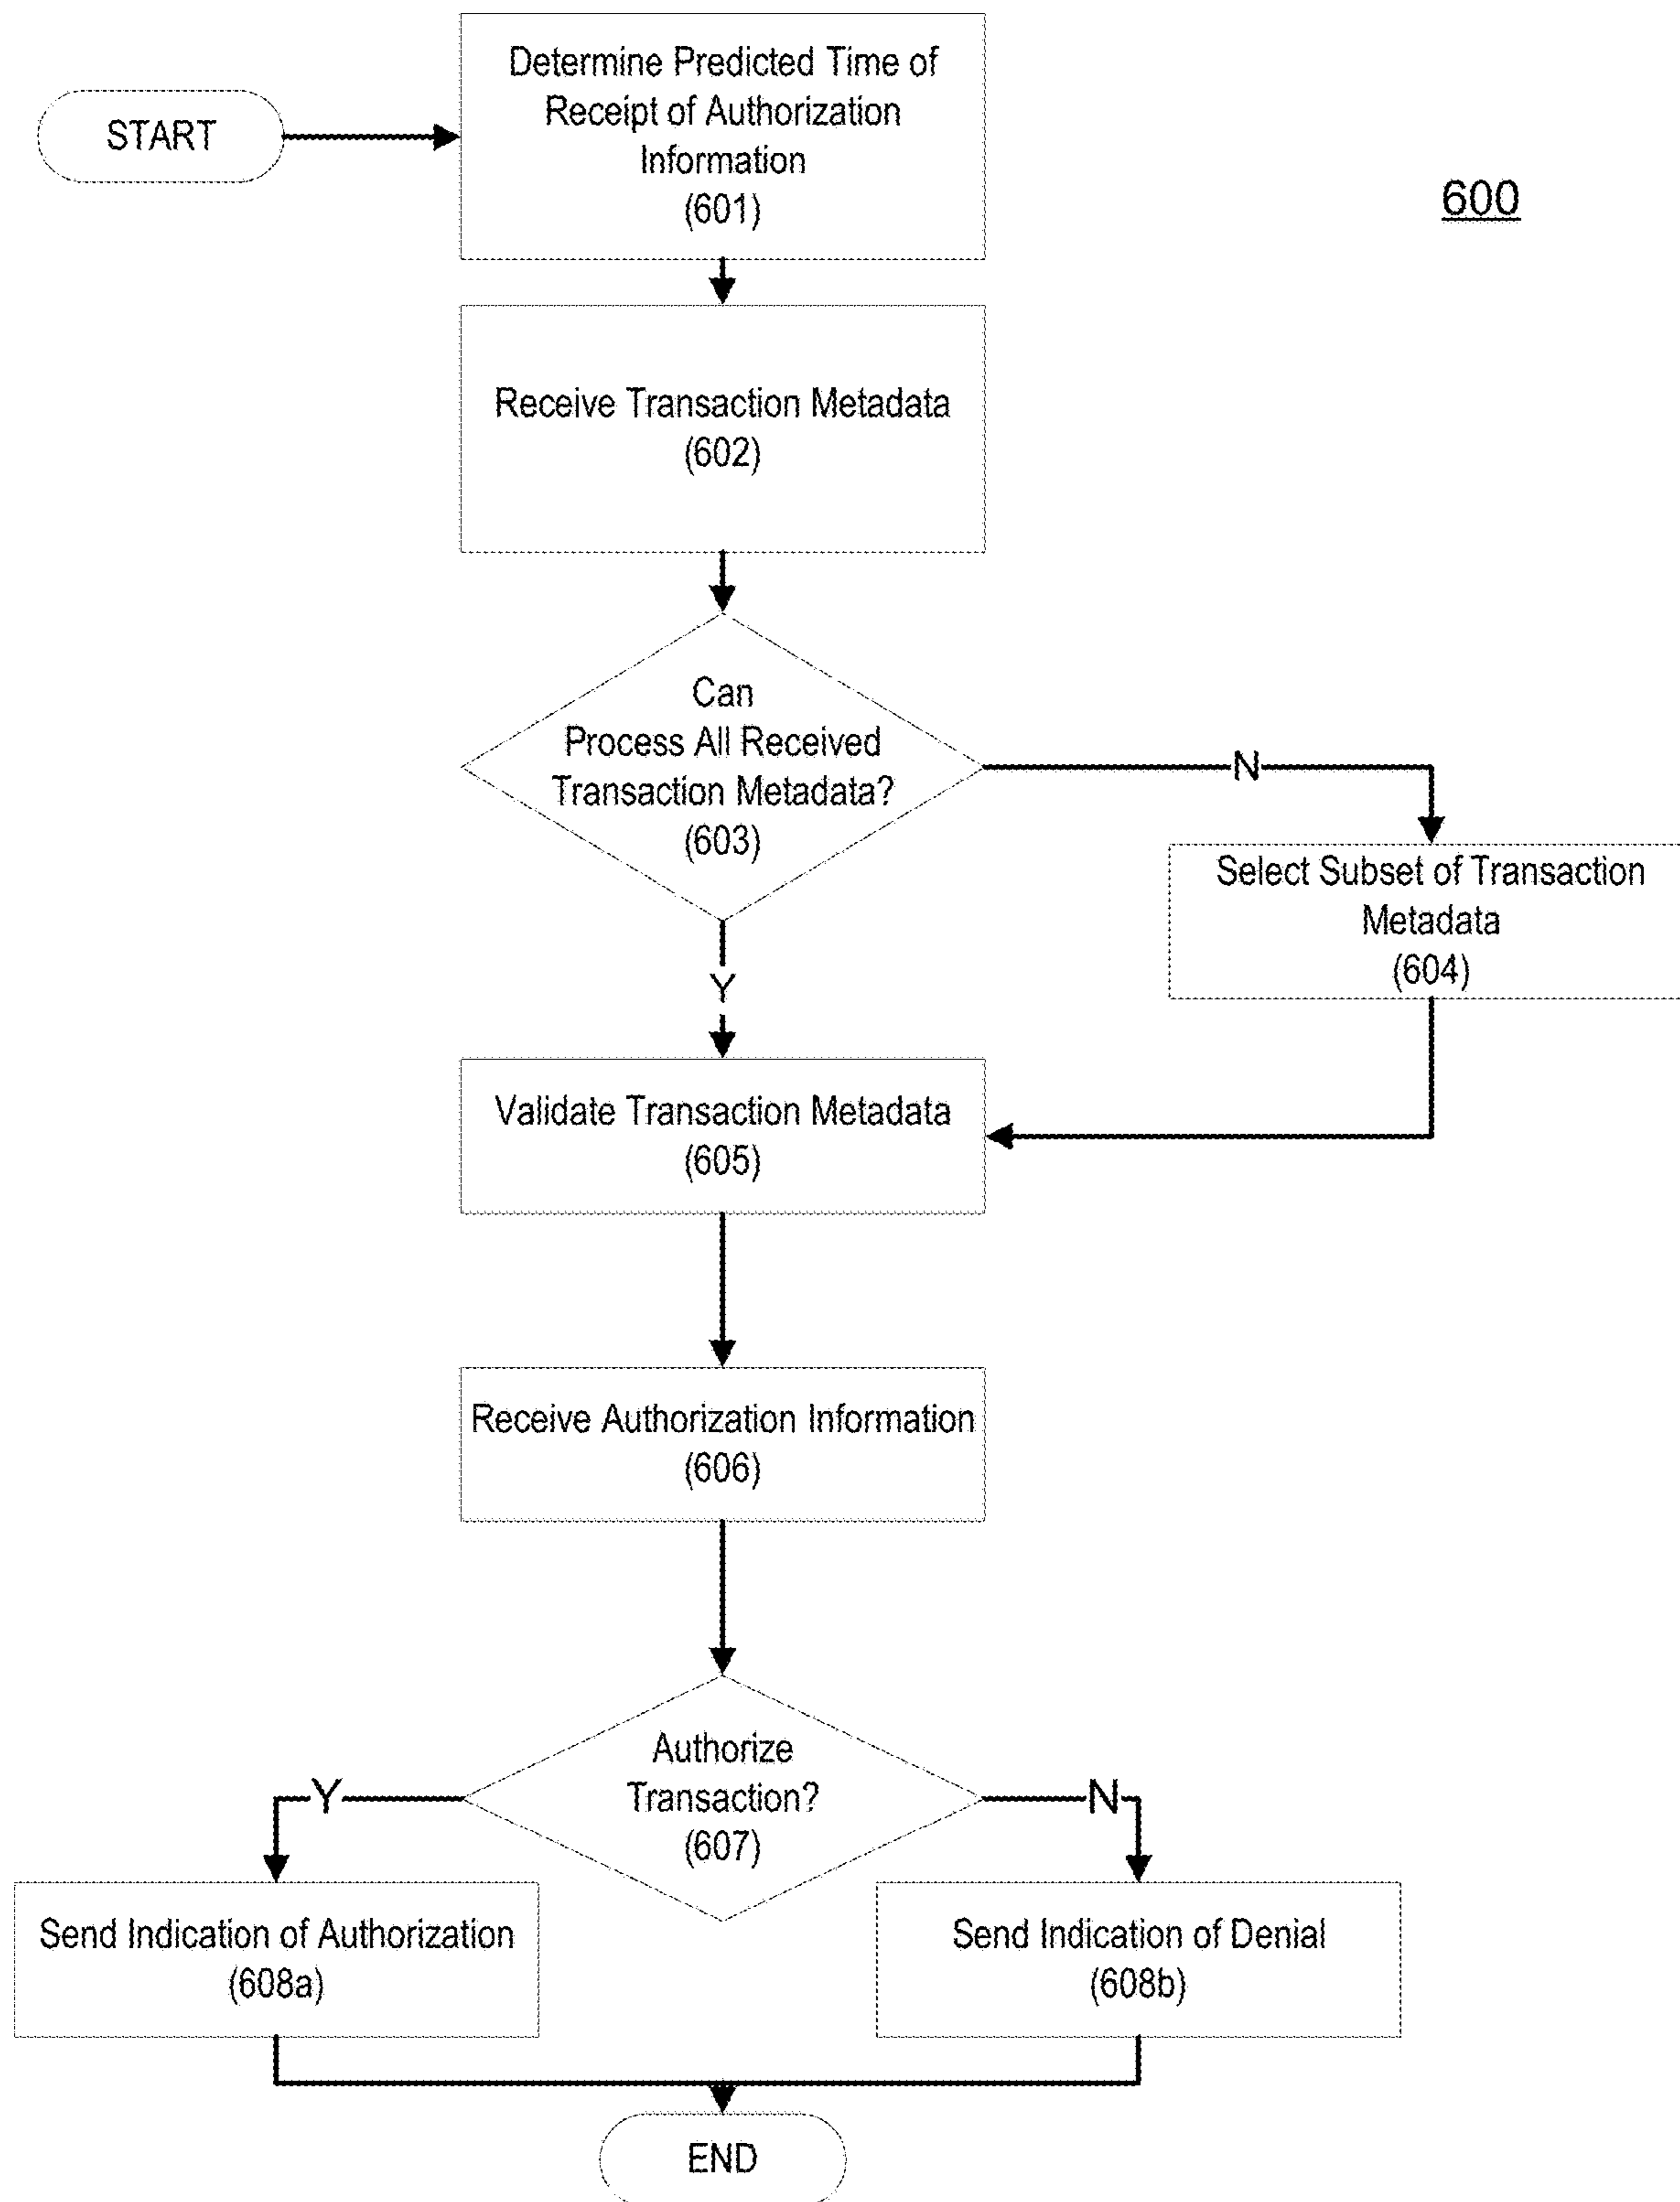 START
Determine Predicted Time of
Receipt of Authorization
Information
(601)
600
Receive Transaction Metadata
(602)
Can
Process All Received
Transaction Metadata?
(603)
N
Select Subset of Transaction
Metadata
(604)
Y
Validate Transaction Metadata
(605)
Receive Authorization Information
(606)
Authorize
Transaction?
(607)
Y
N
Send Indication of Authorization
(608a)
Send Indication of Denial
(608b)
END